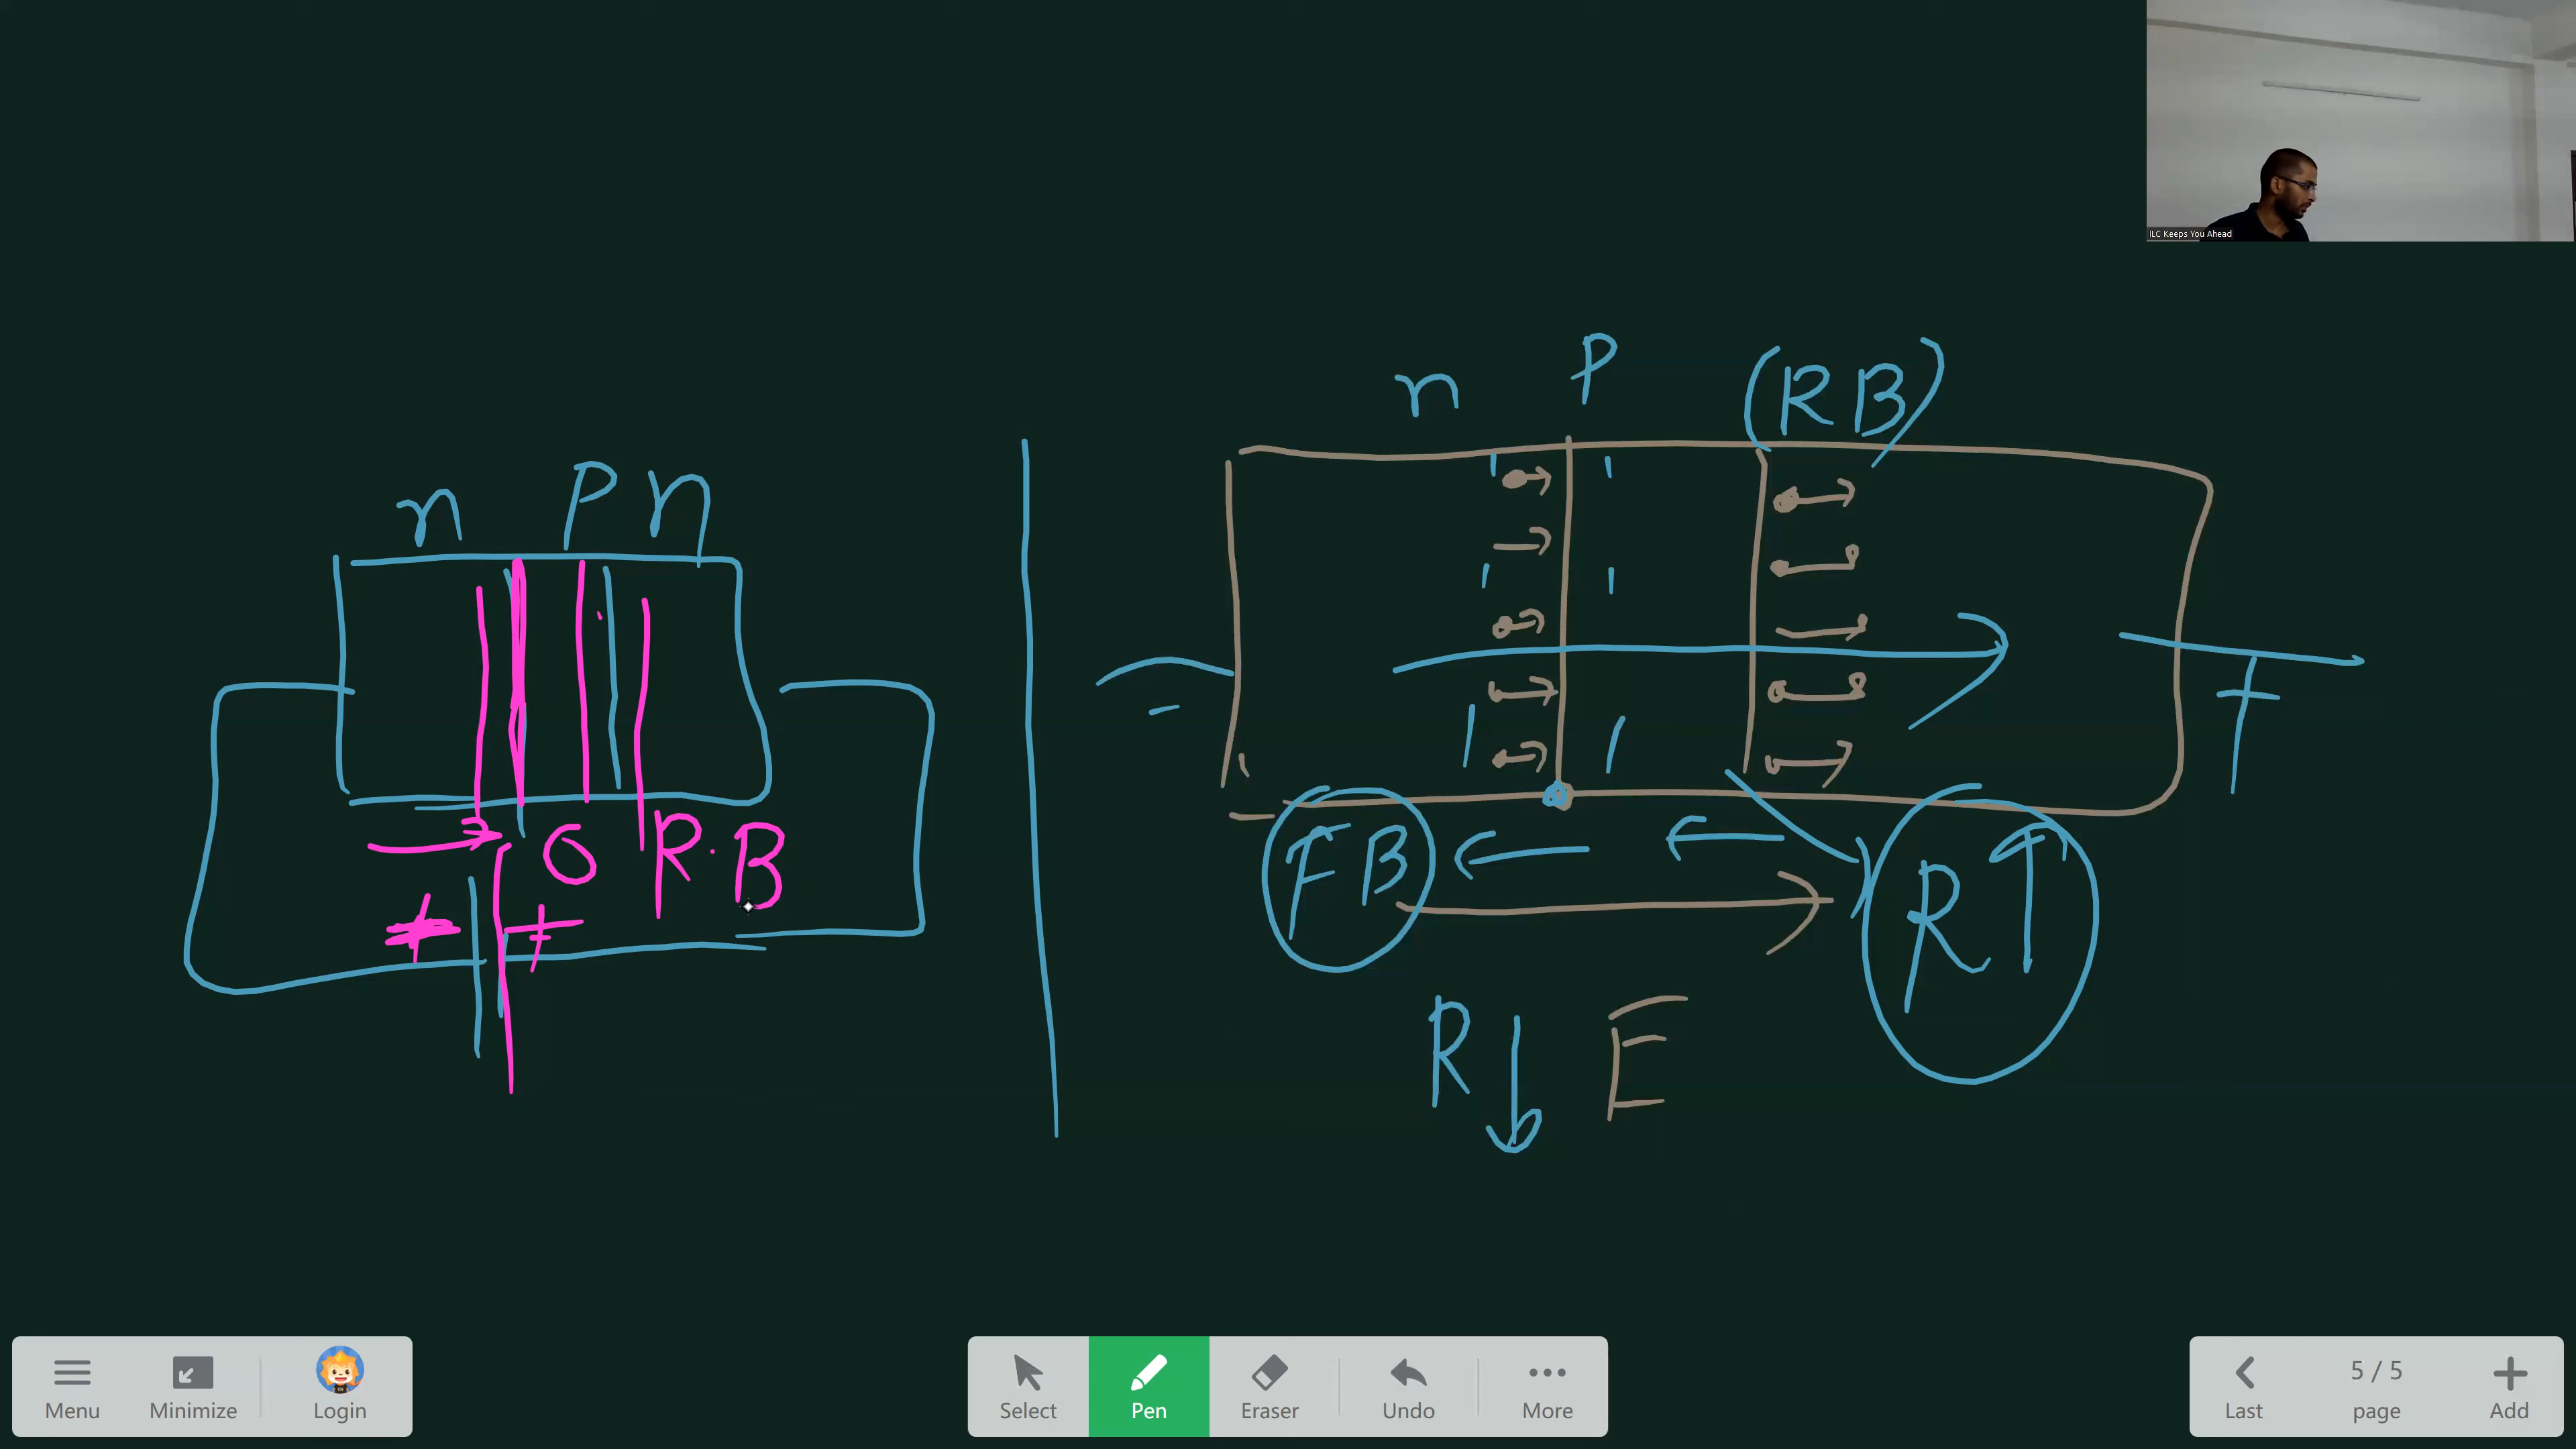 ILC Keeps You Ahead
n P n
O R.B
n P (RB)
FB
R↑
R↓ E
Menu Minimize Login
Select Pen Eraser Undo More
Last 5 / 5 page Add